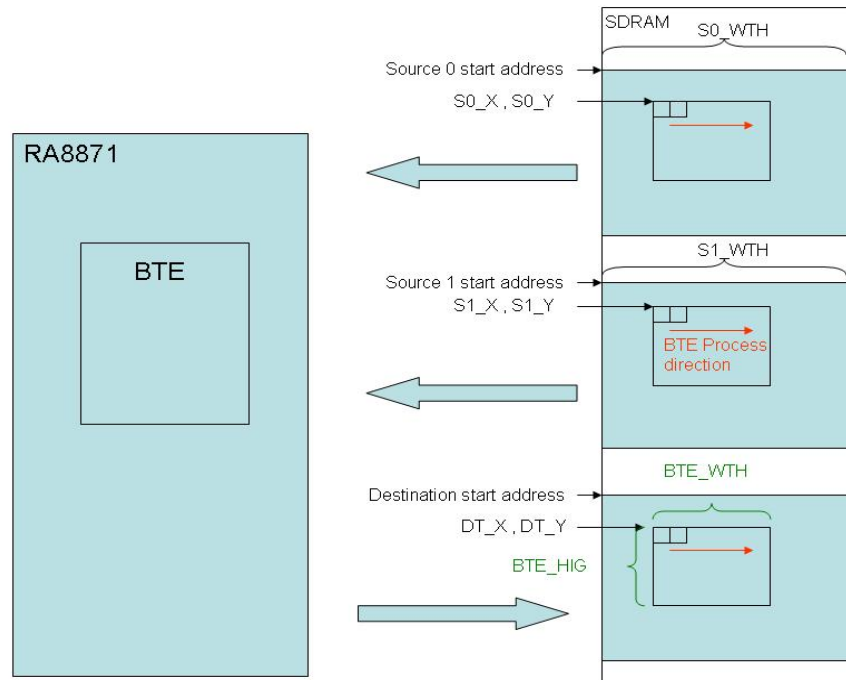 SDRAM
S0_WTH
Source 0 start address
S0_X , S0_Y
RA8871
BTE
S1_WTH
Source 1 start address
S1_X , S1_Y
BTE Process
direction
BTE_WTH
Destination start address
DT_X , DT_Y
BTE_HIG